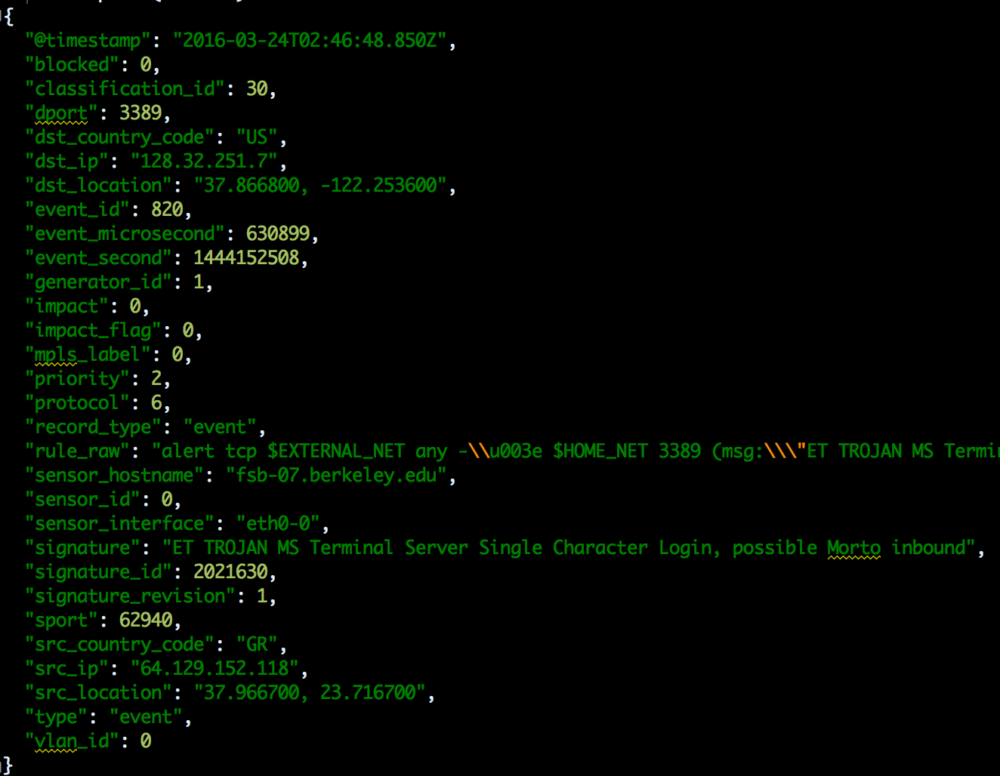 {
"@timestamp": "2016-03-24T02:46:48.850Z",
"blocked": 0,
"classification_id": 30,
"dport": 3389,
"dst_country_code": "US",
"dst_ip": "128.32.251.7",
"dst_location": "37.866800, -122.253600",
"event_id": 820,
"event_microsecond": 630899,
"event_second": 1444152508,
"generator_id": 1,
"impact": 0,
"impact_flag": 0,
"mpls_label": 0,
"priority": 2,
"protocol": 6,
"record_type": "event",
"rule_raw": "alert tcp $EXTERNAL_NET any -\\u003e $HOME_NET 3389 (msg:\\\"ET TROJAN MS
"sensor_hostname": "fsb-07.berkeley.edu",
"sensor_id": 0,
"sensor_interface": "eth0-0",
"signature": "ET TROJAN MS Terminal Server Single Character Login, possible Morto inbound",
"signature_id": 2021630,
"signature_revision": 1,
"sport": 62940,
"src_country_code": "GR",
"src_ip": "64.129.152.118",
"src_location": "37.966700, 23.716700",
"type": "event",
"vlan_id": 0
}